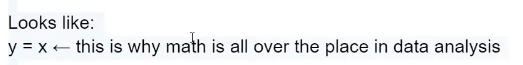 Looks like:
y = x ← this is why math is all over the place in data analysis